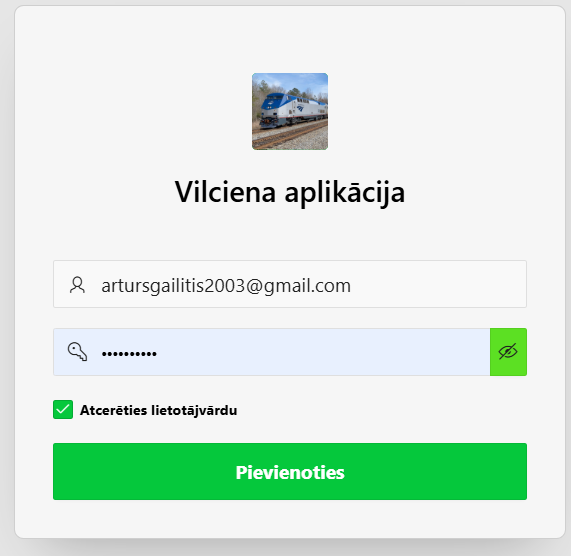 Vilciena aplikācija
artursgailitis2003@gmail.com
••••••••••
Atcerēties lietotājvārdu
Pievienoties